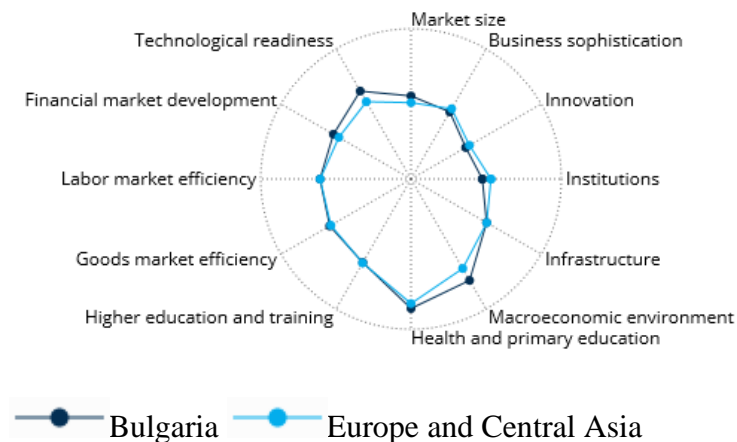 Market size
Technological readiness
Business sophistication
Financial market development
Innovation
Labor market efficiency
Institutions
Goods market efficiency
Infrastructure
Higher education and training
Macroeconomic environment
Health and primary education
Bulgaria Europe and Central Asia